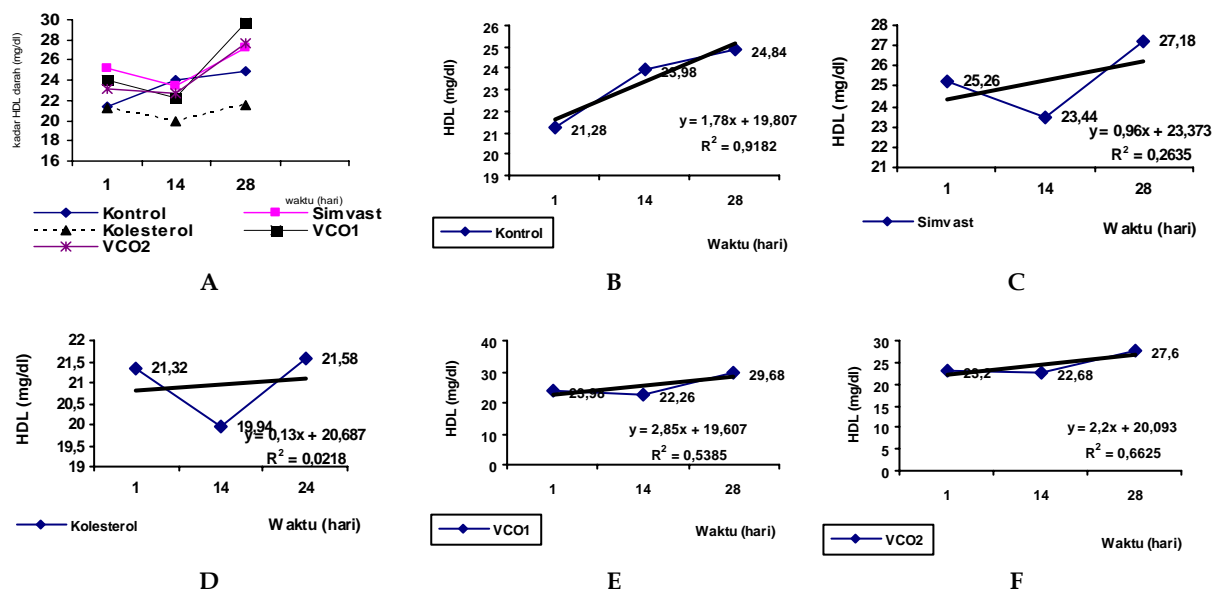 kadar HDL darah (mg/dl)
30
28
26
24
22
20
18
16
1
14
28
waktu (hari)
Kontrol
Simvast
Kolesterol
VCO1
VCO2
A
HDL (mg/dl)
26
25
24
23
22
21
20
19
21,28
23,98
24,84
y = 1,78x + 19,807
R² = 0,9182
1
14
28
Waktu (hari)
Kontrol
B
HDL (mg/dl)
28
27
26
25
24
23
22
21
25,26
23,44
27,18
y = 0,96x + 23,373
R² = 0,2635
1
14
28
Waktu (hari)
Simvast
C
HDL (mg/dl)
22
21,5
21
20,5
20
19,5
19
21,32
19,94
21,58
y = 0,13x + 20,687
R² = 0,0218
1
14
24
Waktu (hari)
Kolesterol
D
HDL (mg/dl)
40
30
20
10
0
23,98
22,26
29,68
y = 2,85x + 19,607
R² = 0,5385
1
14
28
Waktu (hari)
VCO1
E
HDL (mg/dl)
30
25
20
15
10
5
0
23,2
22,68
27,6
y = 2,2x + 20,093
R² = 0,6625
1
14
28
Waktu (hari)
VCO2
F